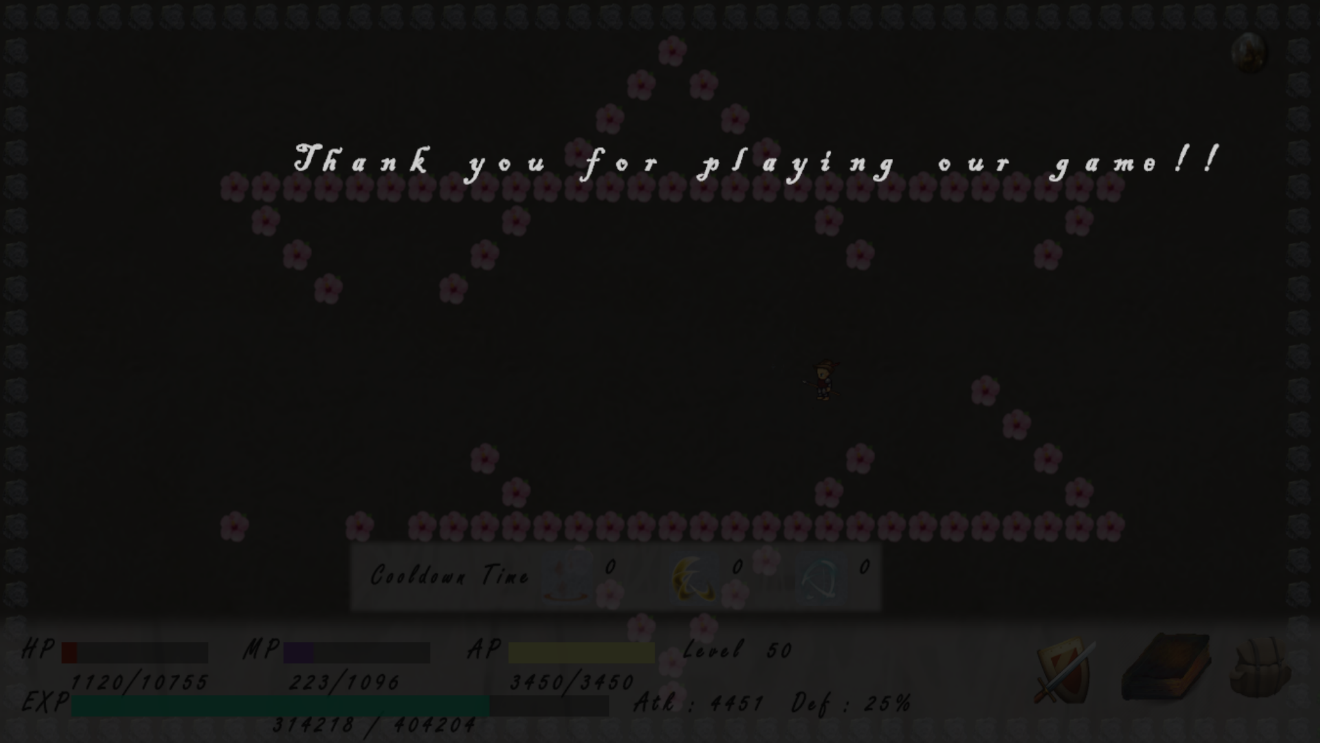 Thank you for playing our game!!
Cooldown Time 0 0 0
HP MP AP Level 50
1120/10755 223/1096 3450/3450
EXP Atk : 4451 Def : 25%
314218 / 404204